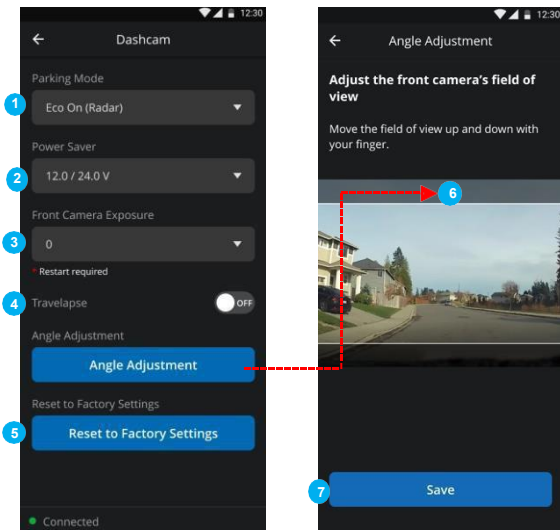 12:30
Dashcam
Parking Mode
1
Eco On (Radar)
Power Saver
2
12.0 / 24.0 V
Front Camera Exposure
3
0
* Restart required
4
Travelapse
OFF
Angle Adjustment
Angle Adjustment
Reset to Factory Settings
5
Reset to Factory Settings
Connected
12:30
Angle Adjustment
Adjust the front camera's field of
view
Move the field of view up and down with
your finger.
6
7
Save